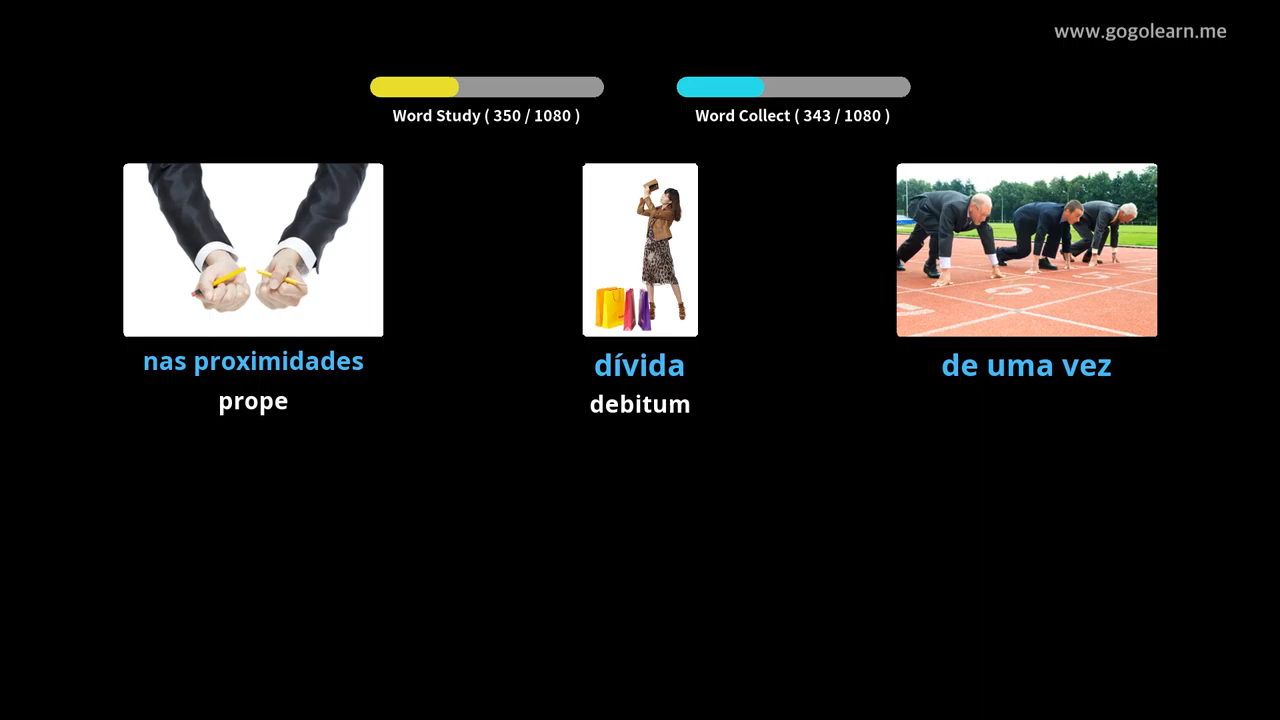 www.gogolearn.me
Word Study ( 350 / 1080 )
Word Collect ( 343 / 1080 )
nas proximidades
prope
dívida
debitum
de uma vez